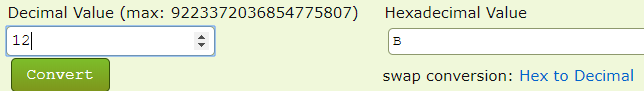 Decimal Value (max: 9223372036854775807) Hexadecimal Value
12 B
Convert swap conversion: Hex to Decimal